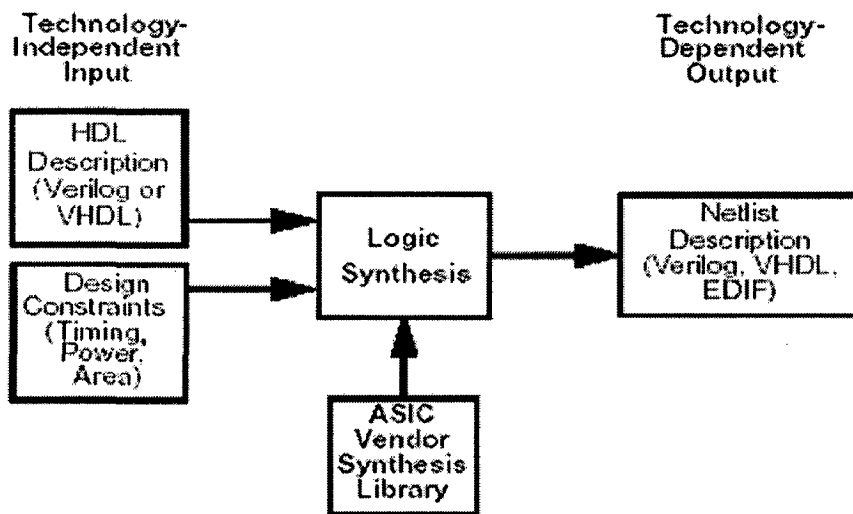 Technology-
Independent
Input
Technology-
Dependent
Output
HDL
Description
(Verilog or
VHDL)
Design
Constraints
(Timing,
Power,
Area)
Logic
Synthesis
ASIC
Vendor
Synthesis
Library
Netlist
Description
(Verilog, VHDL,
EDIF)